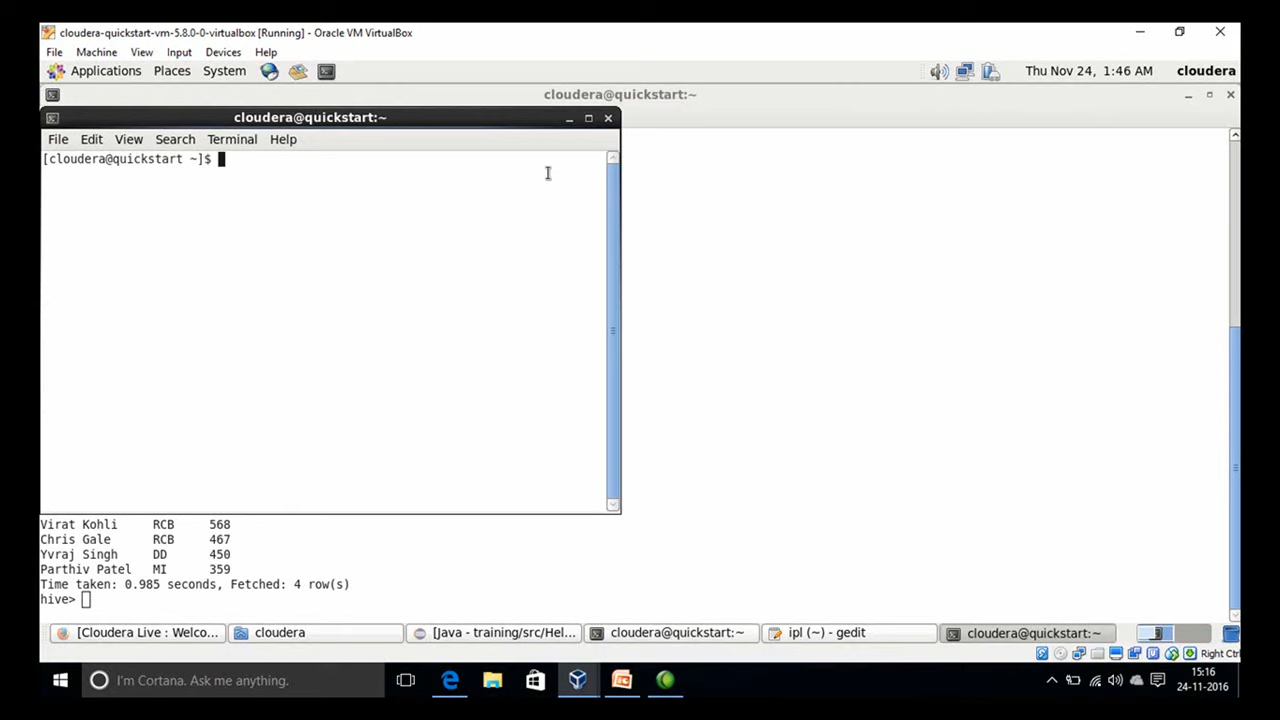 cloudera-quickstart-vm-5.8.0-0-virtualbox [Running] - Oracle VM VirtualBox
File Machine View Input Devices Help
Applications Places System Thu Nov 24, 1:46 AM cloudera
cloudera@quickstart:~
cloudera@quickstart:~
File Edit View Search Terminal Help
[cloudera@quickstart ~]$
Virat Kohli RCB 568
Chris Gale RCB 467
Yvraj Singh DD 450
Parthiv Patel MI 359
Time taken: 0.985 seconds, Fetched: 4 row(s)
hive>
[Cloudera Live : Welco... cloudera [Java - training/src/Hel... cloudera@quickstart:~ ipl (~) - gedit cloudera@quickstart:~
Right Ctrl
I'm Cortana. Ask me anything. 15:16
24-11-2016